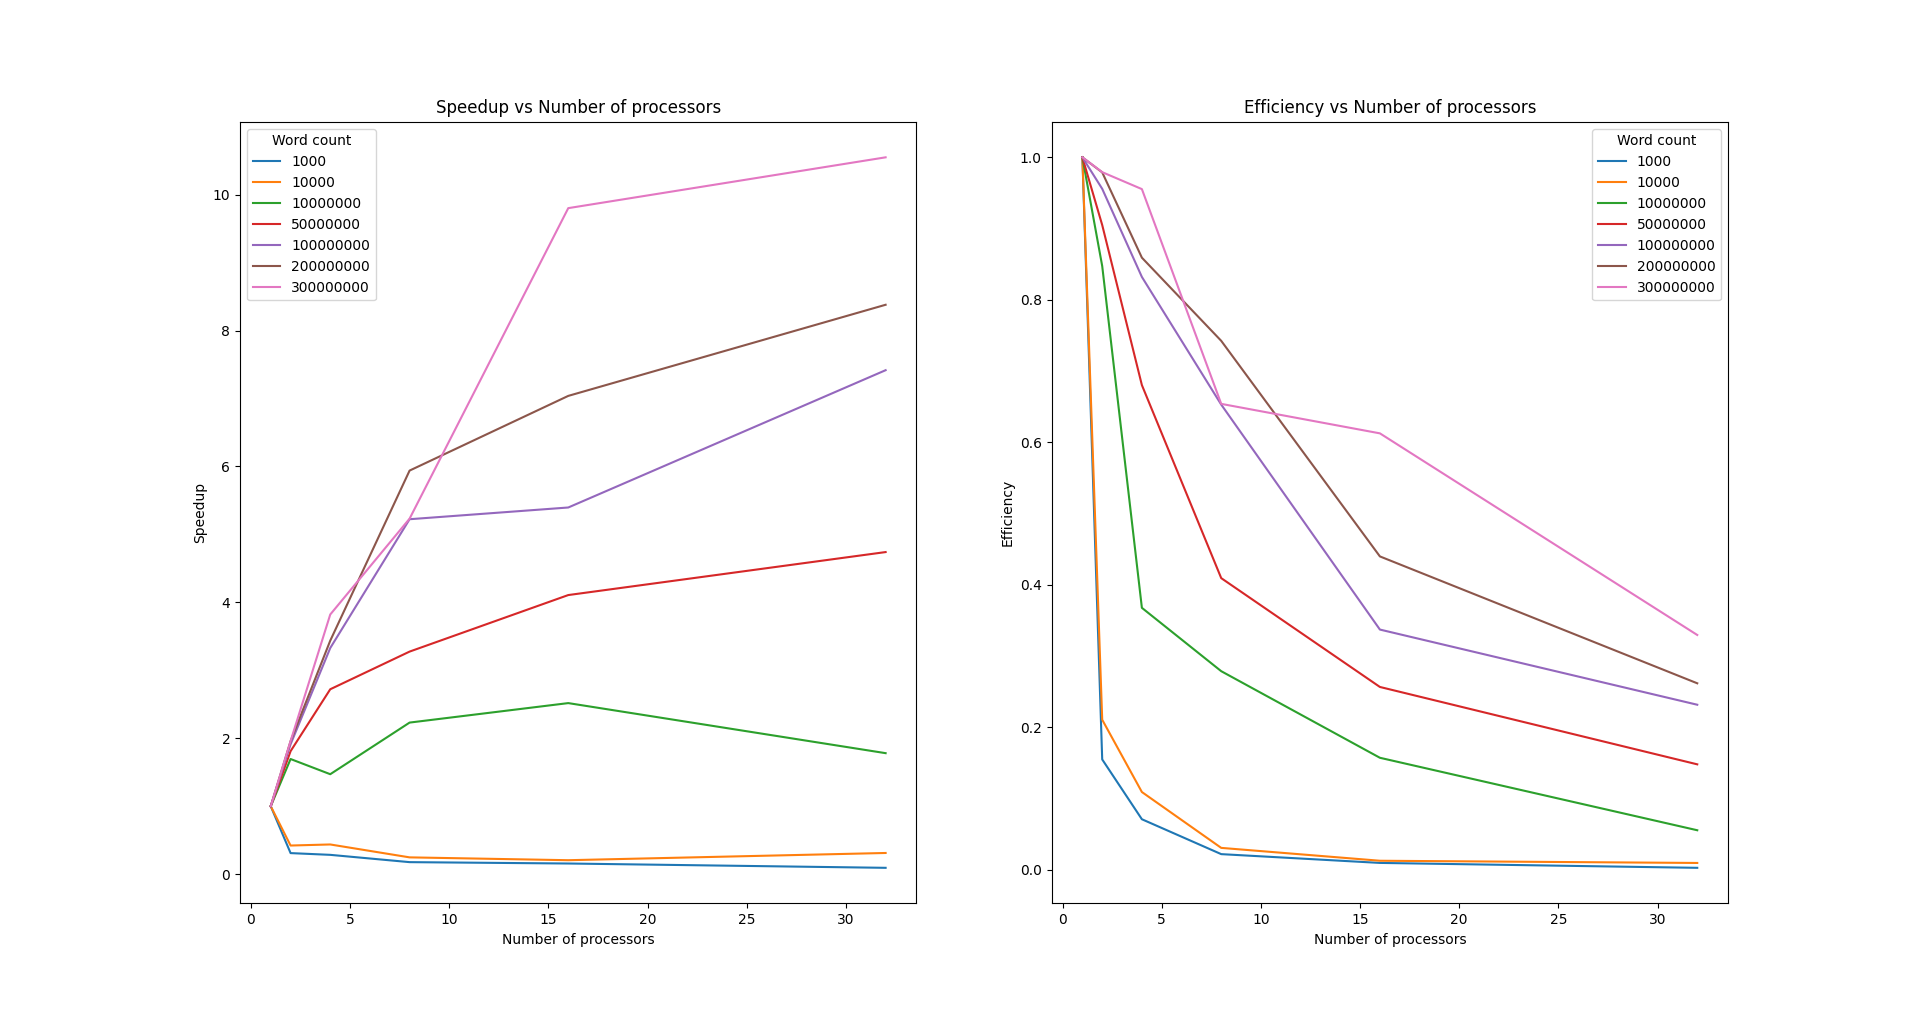 Speedup vs Number of processors
Word count
1000
10000
10000000
50000000
100000000
200000000
300000000
10
8
6
4
2
0
Speedup
0 5 10 15 20 25 30
Number of processors
Efficiency vs Number of processors
Word count
1000
10000
10000000
50000000
100000000
200000000
300000000
1.0
0.8
0.6
0.4
0.2
0.0
Efficiency
0 5 10 15 20 25 30
Number of processors